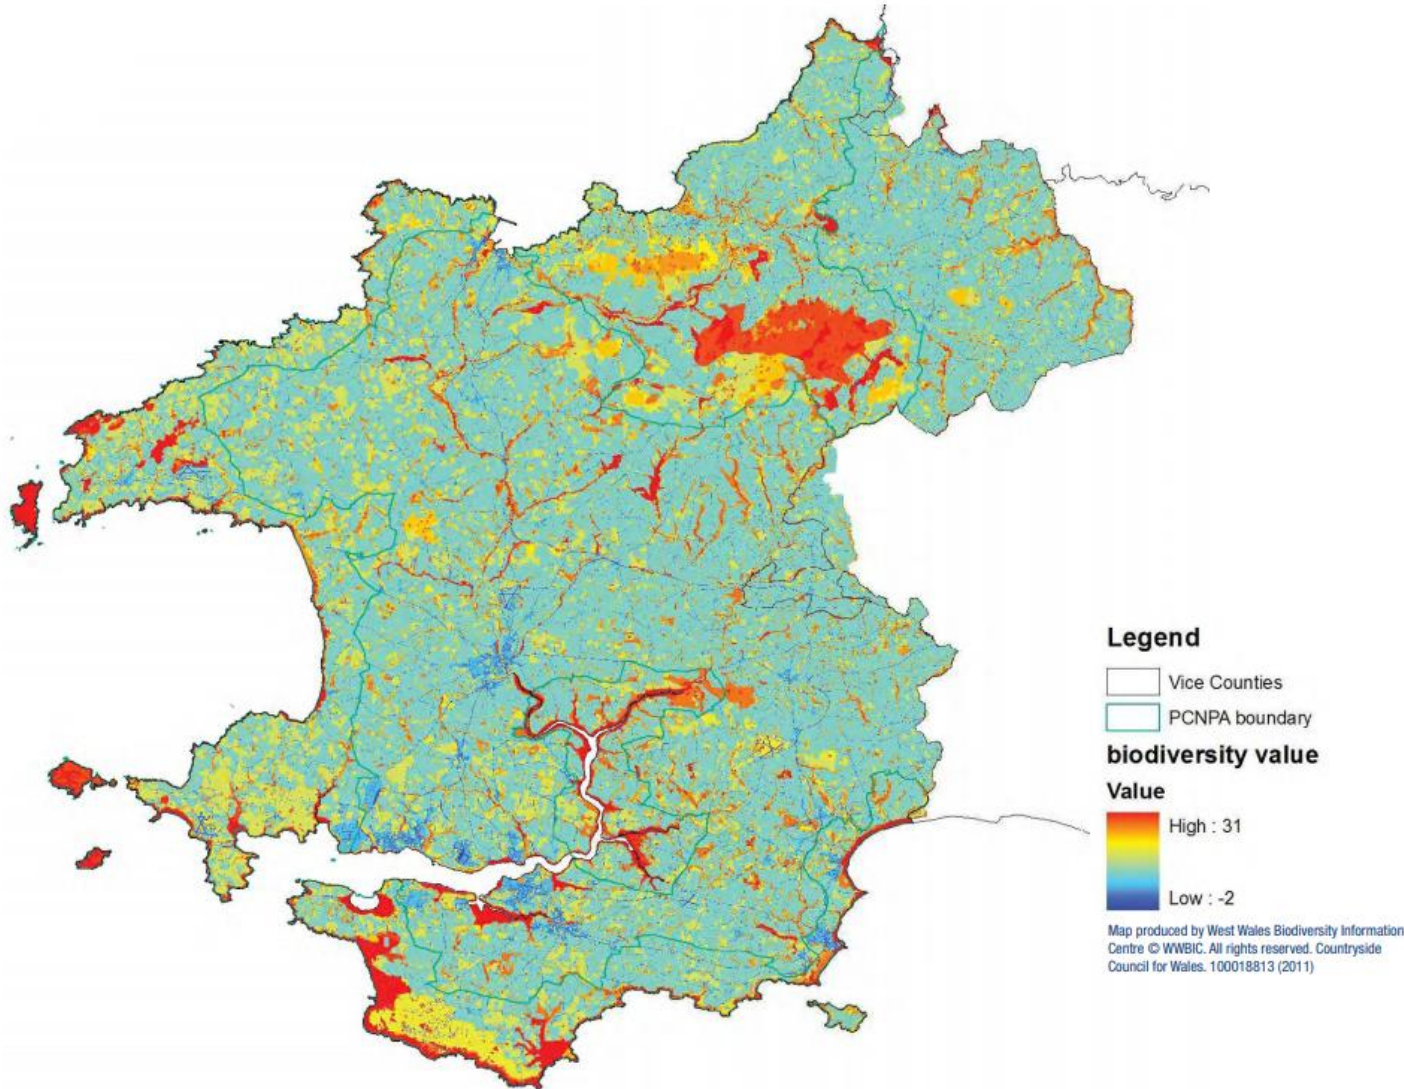 Legend
Vice Counties
PCNPA boundary
biodiversity value
Value
High : 31
Low : -2
Map produced by West Wales Biodiversity Information
Centre © WWBIC. All rights reserved. Countryside
Council for Wales. 100018813 (2011)